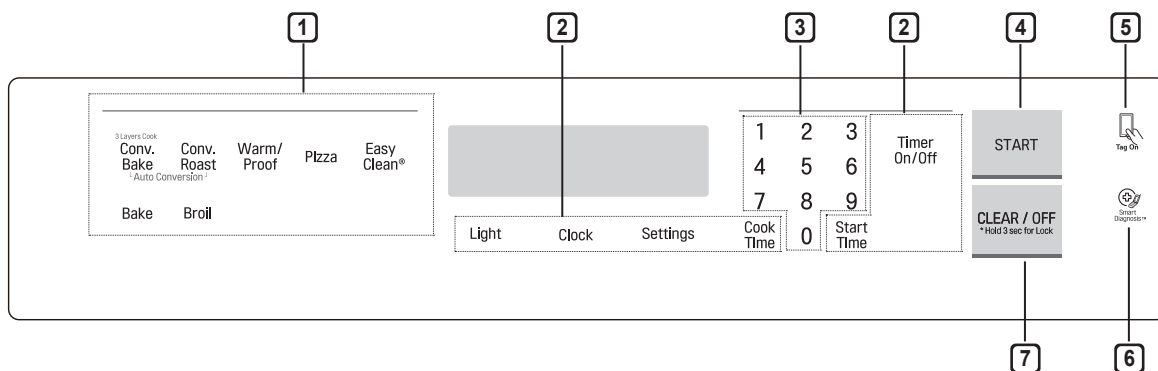 1
2
3
2
4
5
3 Layers Cook
Conv. Bake
Conv. Roast
Warm/ Proof
PIzza
Easy Clean®
Auto Conversion
Bake
Broil
1 2 3
4 5 6
7 8 9
0
Timer On/Off
Light
Clock
Settings
Cook TIme
Start TIme
START
CLEAR / OFF
* Hold 3 sec for Lock
Tag On
Smart Diagnosis™
7
6